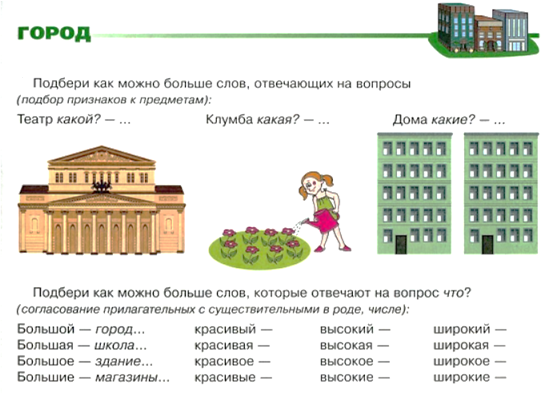 ГОРОД
Подбери как можно больше слов, отвечающих на вопросы
(подбор признаков к предметам):
Театр какой? — ... Клумба какая? — ... Дома какие? — ...
Подбери как можно больше слов, которые отвечают на вопрос что?
(согласование прилагательных с существительными в роде, числе):
Большой — город... красивый — высокий — широкий —
Большая — школа... красивая — высокая — широкая —
Большое — здание... красивое — высокое — широкое —
Большие — магазины... красивые — высокие — широкие —